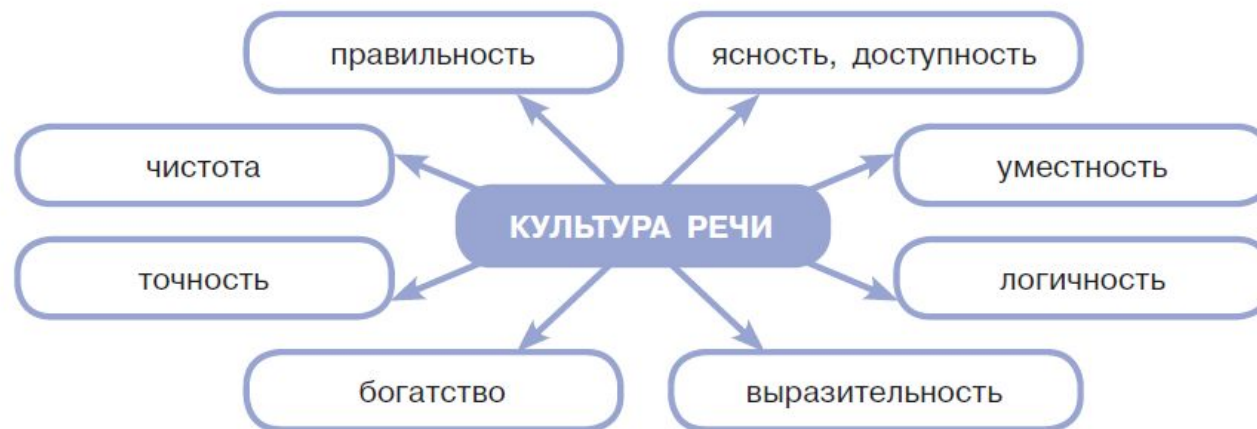 правильность
ясность, доступность
чистота
уместность
КУЛЬТУРА РЕЧИ
точность
логичность
богатство
выразительность